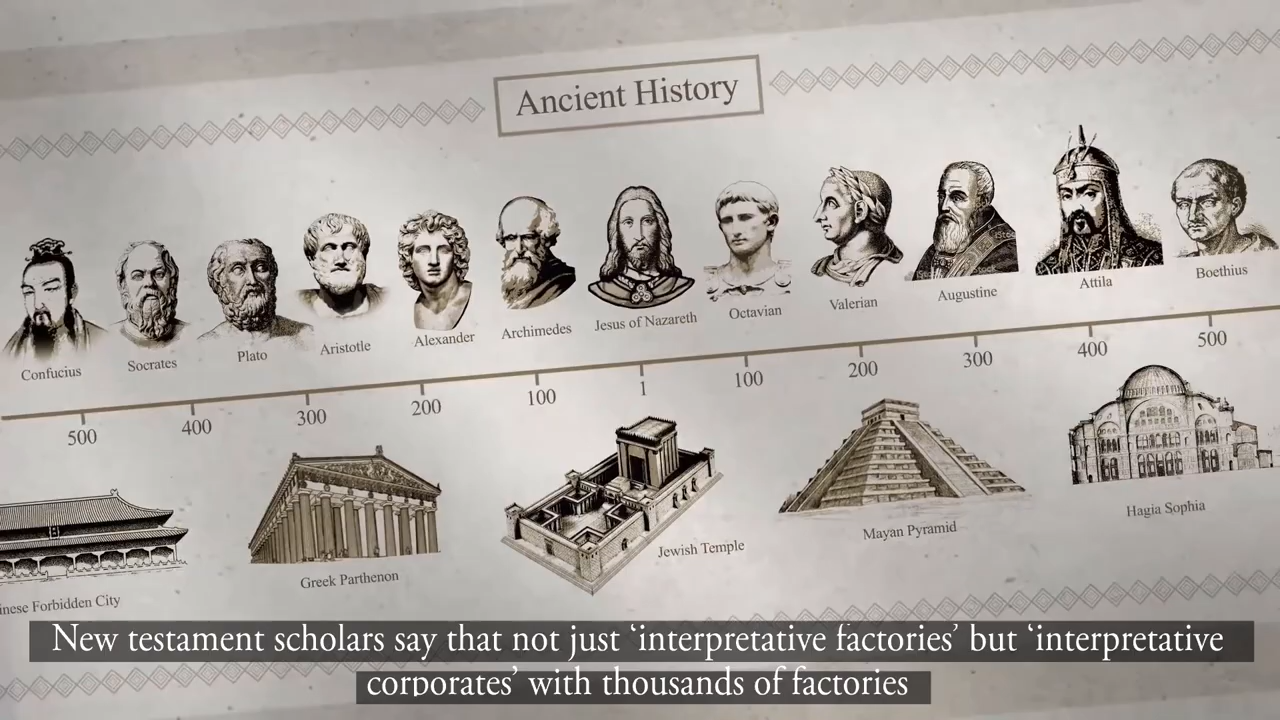 Ancient History
Confucius
Socrates
Plato
Aristotle
Alexander
Archimedes
Jesus of Nazareth
Octavian
Valerian
Augustine
Attila
Boethius
500
400
300
200
100
1
100
200
300
400
500
inese Forbidden City
Greek Parthenon
Jewish Temple
Mayan Pyramid
Hagia Sophia
New testament scholars say that not just ‘interpretative factories’ but ‘interpretative
corporates’ with thousands of factories